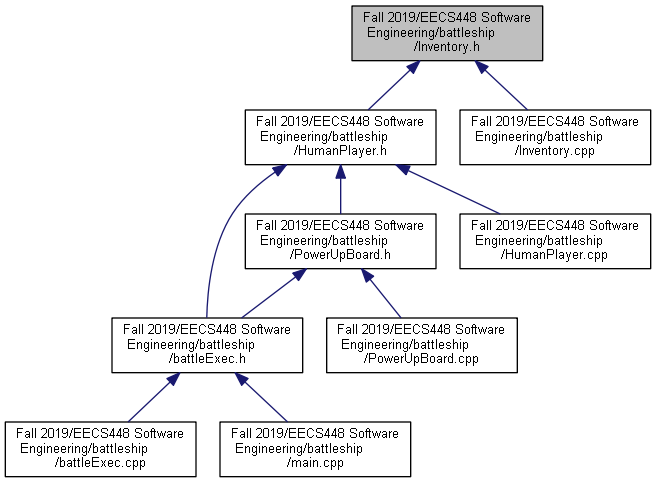 Fall 2019/EECS448 Software
Engineering/battleship
/Inventory.h
Fall 2019/EECS448 Software
Engineering/battleship
/HumanPlayer.h
Fall 2019/EECS448 Software
Engineering/battleship
/Inventory.cpp
Fall 2019/EECS448 Software
Engineering/battleship
/PowerUpBoard.h
Fall 2019/EECS448 Software
Engineering/battleship
/HumanPlayer.cpp
Fall 2019/EECS448 Software
Engineering/battleship
/battleExec.h
Fall 2019/EECS448 Software
Engineering/battleship
/PowerUpBoard.cpp
Fall 2019/EECS448 Software
Engineering/battleship
/battleExec.cpp
Fall 2019/EECS448 Software
Engineering/battleship
/main.cpp